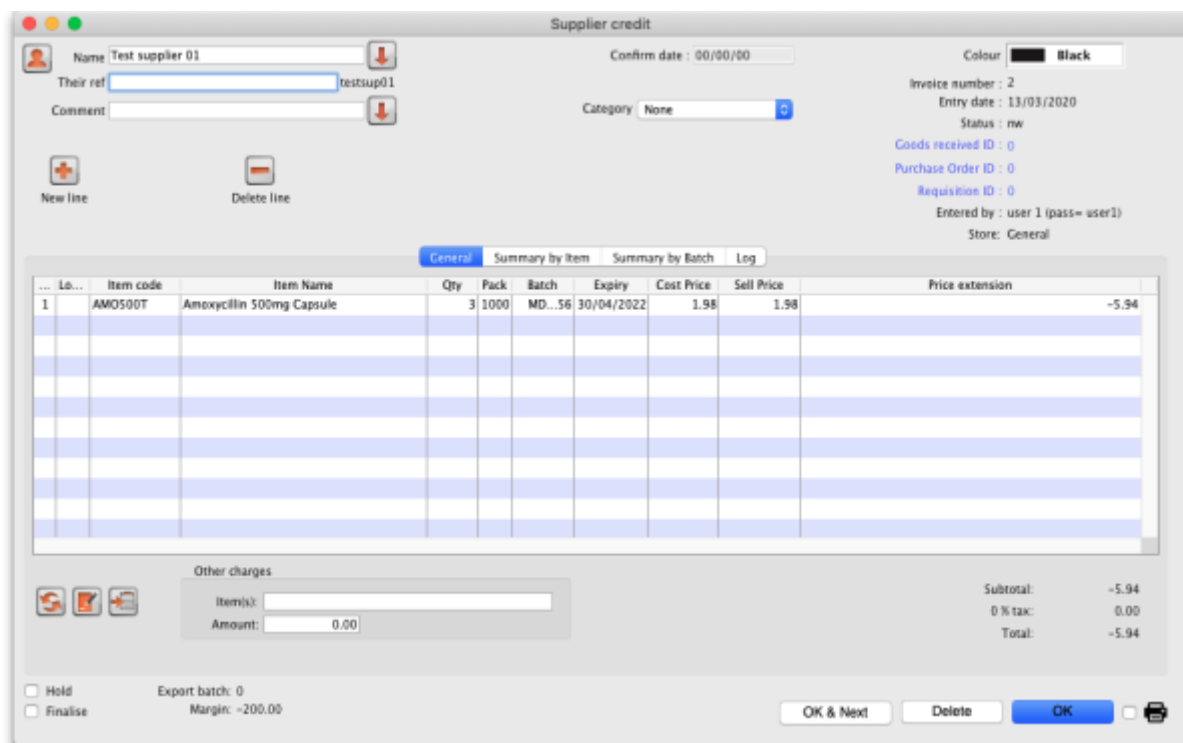 Supplier credit
Name Test supplier 01
Confirm date : 00/00/00
Colour Black
Their ref testsup01
Invoice number : 2
Comment
Category None
Entry date : 13/03/2020
Status : nw
Goods received ID : 0
Purchase Order ID : 0
Requisition ID : 0
New line Delete line
Entered by : user 1 (pass= user1)
Store: General
General Summary by Item Summary by Batch Log
... Lo... Item code Item Name Qty Pack Batch Expiry Cost Price Sell Price Price extension
1 AMO500T Amoxycillin 500mg Capsule 3 1000 MD...56 30/04/2022 1.98 1.98 -5.94
Other charges
Item(s):
Amount: 0.00
Subtotal: -5.94
0 % tax: 0.00
Total: -5.94
Hold
Export batch: 0
Finalise
Margin: -200.00
OK & Next Delete OK